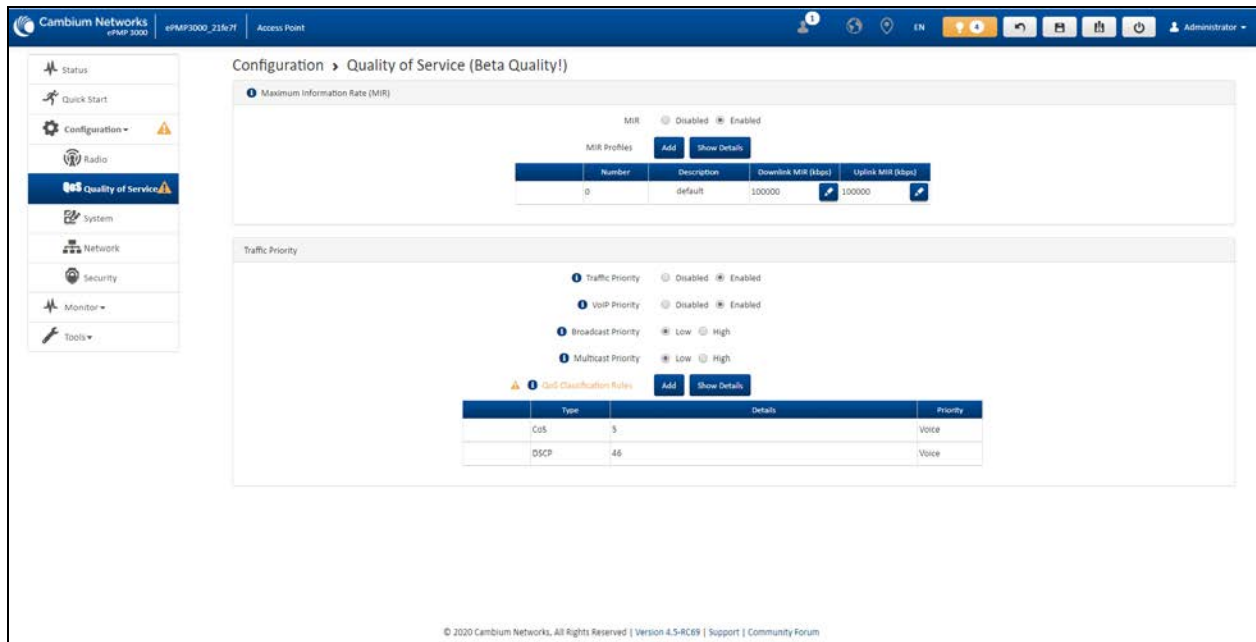 Cambium Networks
ePMP 3000
ePMP3000_21fe7f
Access Point
1
EN
4
Administrator
Status
Quick Start
Configuration
Radio
QoS Quality of Service
System
Network
Security
Monitor
Tools
Configuration > Quality of Service (Beta Quality!)
Maximum Information Rate (MIR)
MIR Disabled Enabled
MIR Profiles Add Show Details
Number Description Downlink MIR (kbps) Uplink MIR (kbps)
0 default 100000 100000
Traffic Priority
Traffic Priority Disabled Enabled
VoIP Priority Disabled Enabled
Broadcast Priority Low High
Multicast Priority Low High
QoS Classification Rules Add Show Details
Type Details Priority
CoS 5 Voice
DSCP 46 Voice
© 2020 Cambium Networks, All Rights Reserved | Version 4.5-RC69 | Support | Community Forum